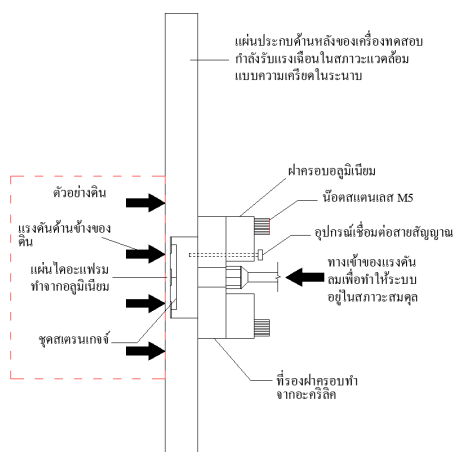 แผ่นประกบด้านหลังของเครื่องทดสอบ
กำลังรับแรงเฉือนในสภาวะแวดล้อม
แบบความเครียดในระนาบ
ฝาครอบอลูมิเนียม
ตัวอย่างดิน
น๊อตสแตนเลส M5
แรงดันด้านข้างของ
ดิน
อุปกรณ์เชื่อมต่อสายสัญญาณ
แผ่นไดอะแฟรม
ทำจากอลูมิเนียม
ทางเข้าของแรงดัน
ลมเพื่อทำให้ระบบ
อยู่ในสภาวะสมดุล
ชุดสเตรนเกจจ์
ที่รองฝาครอบทำ
จากอะคริลิค